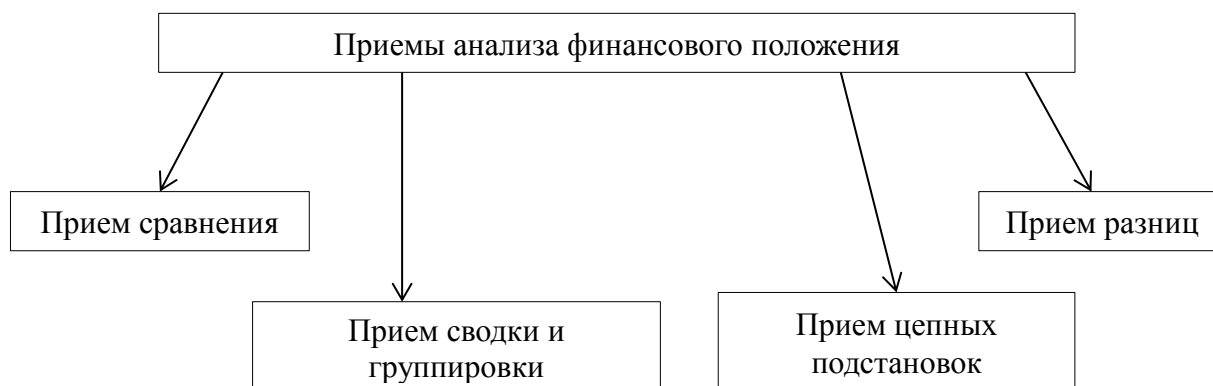 Приемы анализа финансового положения
Прием сравнения
Прием разниц
Прием сводки и
группировки
Прием цепных
подстановок